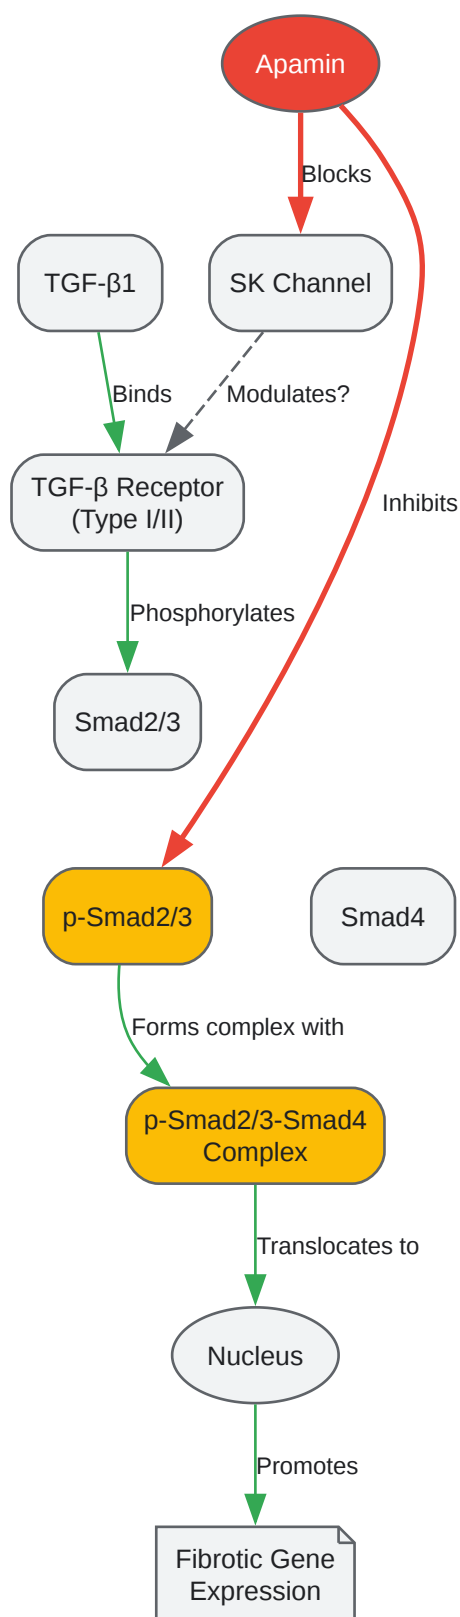 Apamin
Blocks
TGF-β1
SK Channel
Binds
Modulates?
TGF-β Receptor
(Type I/II)
Inhibits
Phosphorylates
Smad2/3
p-Smad2/3
Smad4
Forms complex with
p-Smad2/3-Smad4
Complex
Translocates to
Nucleus
Promotes
Fibrotic Gene
Expression